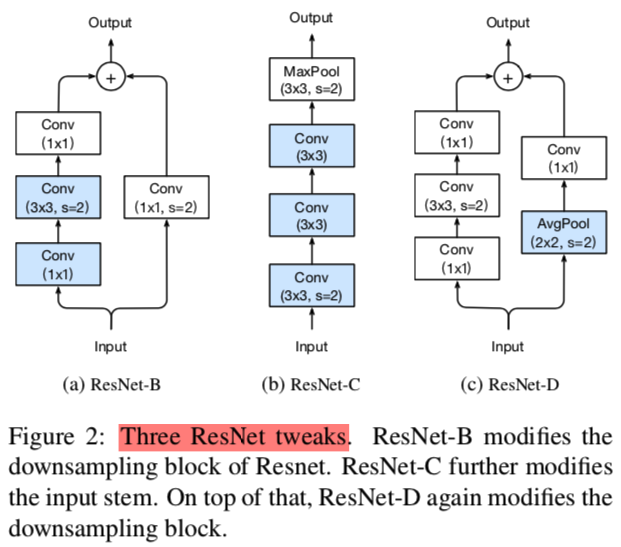 Output
+
Conv
(1x1)
Conv
(3x3, s=2)
Conv
(1x1)
Conv
(1x1, s=2)
Input
(a) ResNet-B
Output
MaxPool
(3x3, s=2)
Conv
(3x3)
Conv
(3x3)
Conv
(3x3, s=2)
Input
(b) ResNet-C
Output
+
Conv
(1x1)
Conv
(3x3, s=2)
Conv
(1x1)
Conv
(1x1)
AvgPool
(2x2, s=2)
Input
(c) ResNet-D
Figure 2: Three ResNet tweaks. ResNet-B modifies the
downsampling block of Resnet. ResNet-C further modifies
the input stem. On top of that, ResNet-D again modifies the
downsampling block.